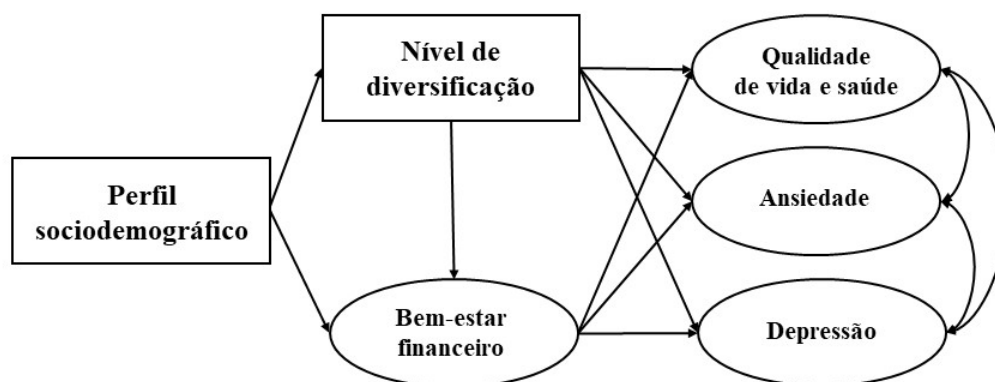 Perfil
sociodemográfico
Nível de
diversificação
Bem-estar
financeiro
Qualidade
de vida e saúde
Ansiedade
Depressão